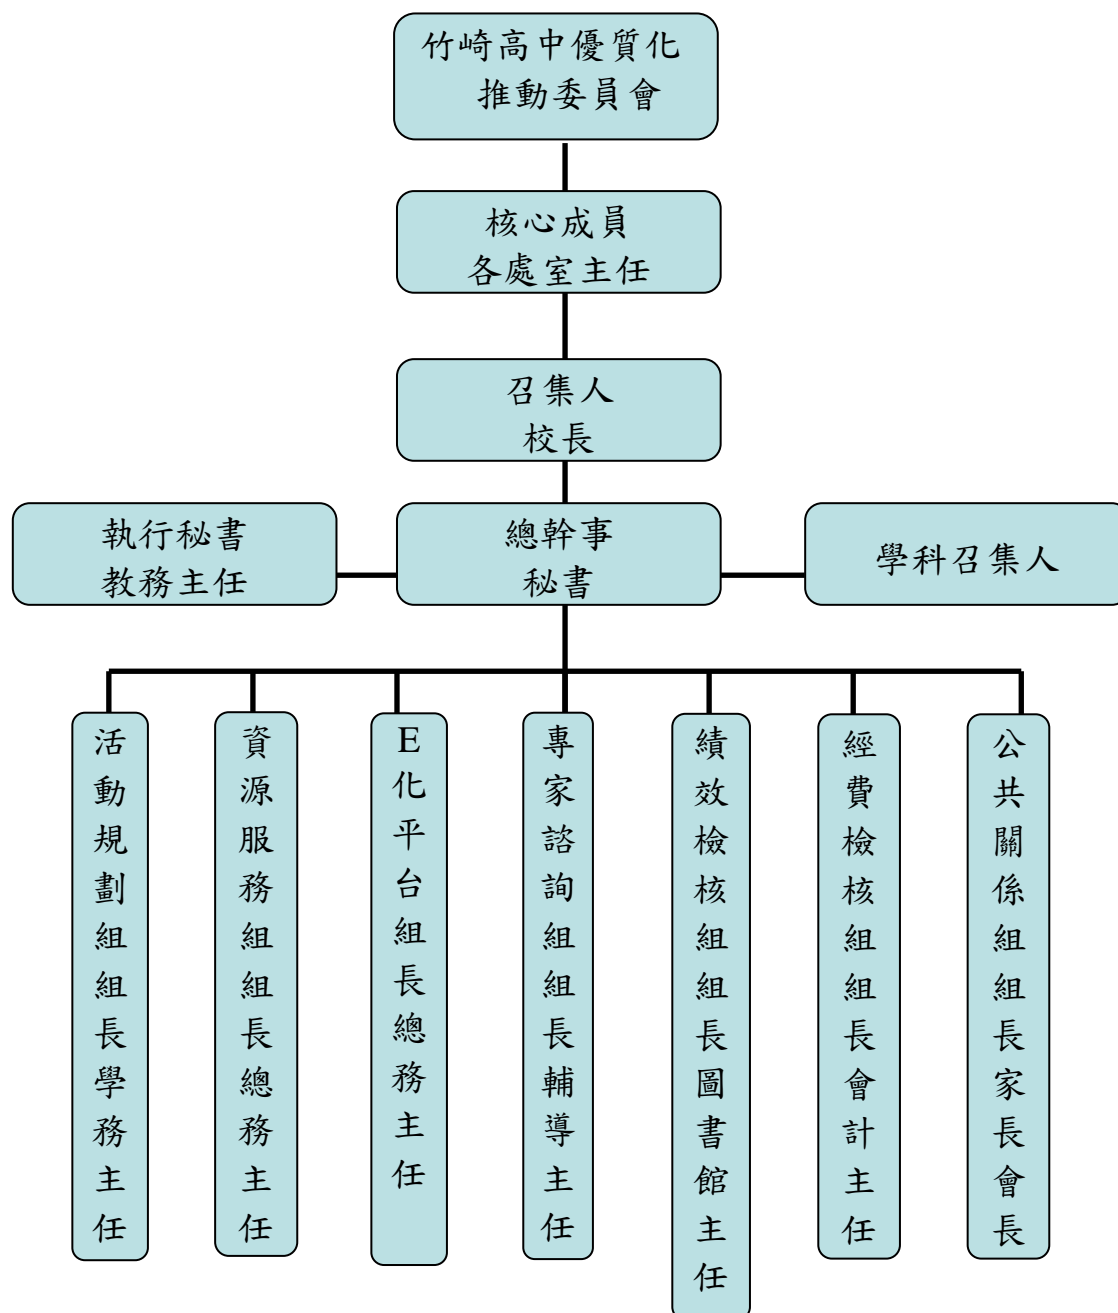 竹崎高中優質化
推動委員會
核心成員
各處室主任
召集人
校長
執行秘書
教務主任
總幹事
秘書
學科召集人
活動規劃組組長學務主任
資源服務組組長總務主任
E化平台組長總務主任
專家諮詢組組長輔導主任
績效檢核組組長圖書館主任
經費檢核組組長會計主任
公共關係組組長家長會長